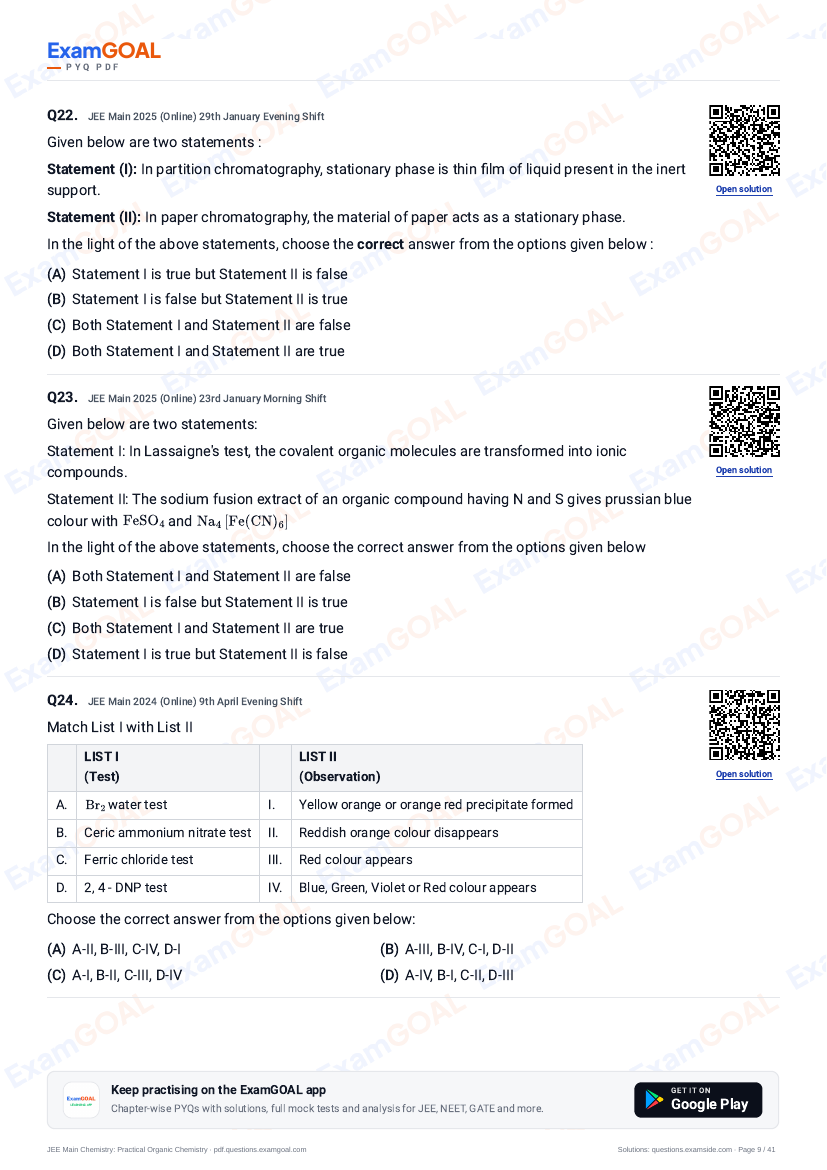 ExamGOAL
PYQ PDF
Q22. JEE Main 2025 (Online) 29th January Evening Shift
Given below are two statements :
Statement (I): In partition chromatography, stationary phase is thin film of liquid present in the inert
support.
Open solution
Statement (II): In paper chromatography, the material of paper acts as a stationary phase.
In the light of the above statements, choose the correct answer from the options given below :
(A) Statement I is true but Statement II is false
(B) Statement I is false but Statement II is true
(C) Both Statement I and Statement II are false
(D) Both Statement I and Statement II are true
Q23. JEE Main 2025 (Online) 23rd January Morning Shift
Given below are two statements:
Statement I: In Lassaigne's test, the covalent organic molecules are transformed into ionic
compounds.
Open solution
Statement II: The sodium fusion extract of an organic compound having N and S gives prussian blue
colour with FeSO₄ and Na₄ [Fe(CN)₆]
In the light of the above statements, choose the correct answer from the options given below
(A) Both Statement I and Statement II are false
(B) Statement I is false but Statement II is true
(C) Both Statement I and Statement II are true
(D) Statement I is true but Statement II is false
Q24. JEE Main 2024 (Online) 9th April Evening Shift
Match List I with List II
Open solution
LIST I (Test) LIST II (Observation)
A. Br₂ water test I. Yellow orange or orange red precipitate formed
B. Ceric ammonium nitrate test II. Reddish orange colour disappears
C. Ferric chloride test III. Red colour appears
D. 2, 4 - DNP test IV. Blue, Green, Violet or Red colour appears
Choose the correct answer from the options given below:
(A) A-II, B-III, C-IV, D-I (B) A-III, B-IV, C-I, D-II
(C) A-I, B-II, C-III, D-IV (D) A-IV, B-I, C-II, D-III
Keep practising on the ExamGOAL app
Chapter-wise PYQs with solutions, full mock tests and analysis for JEE, NEET, GATE and more.
GET IT ON
Google Play
JEE Main Chemistry: Practical Organic Chemistry · pdf.questions.examgoal.com Solutions: questions.examside.com · Page 9 / 41